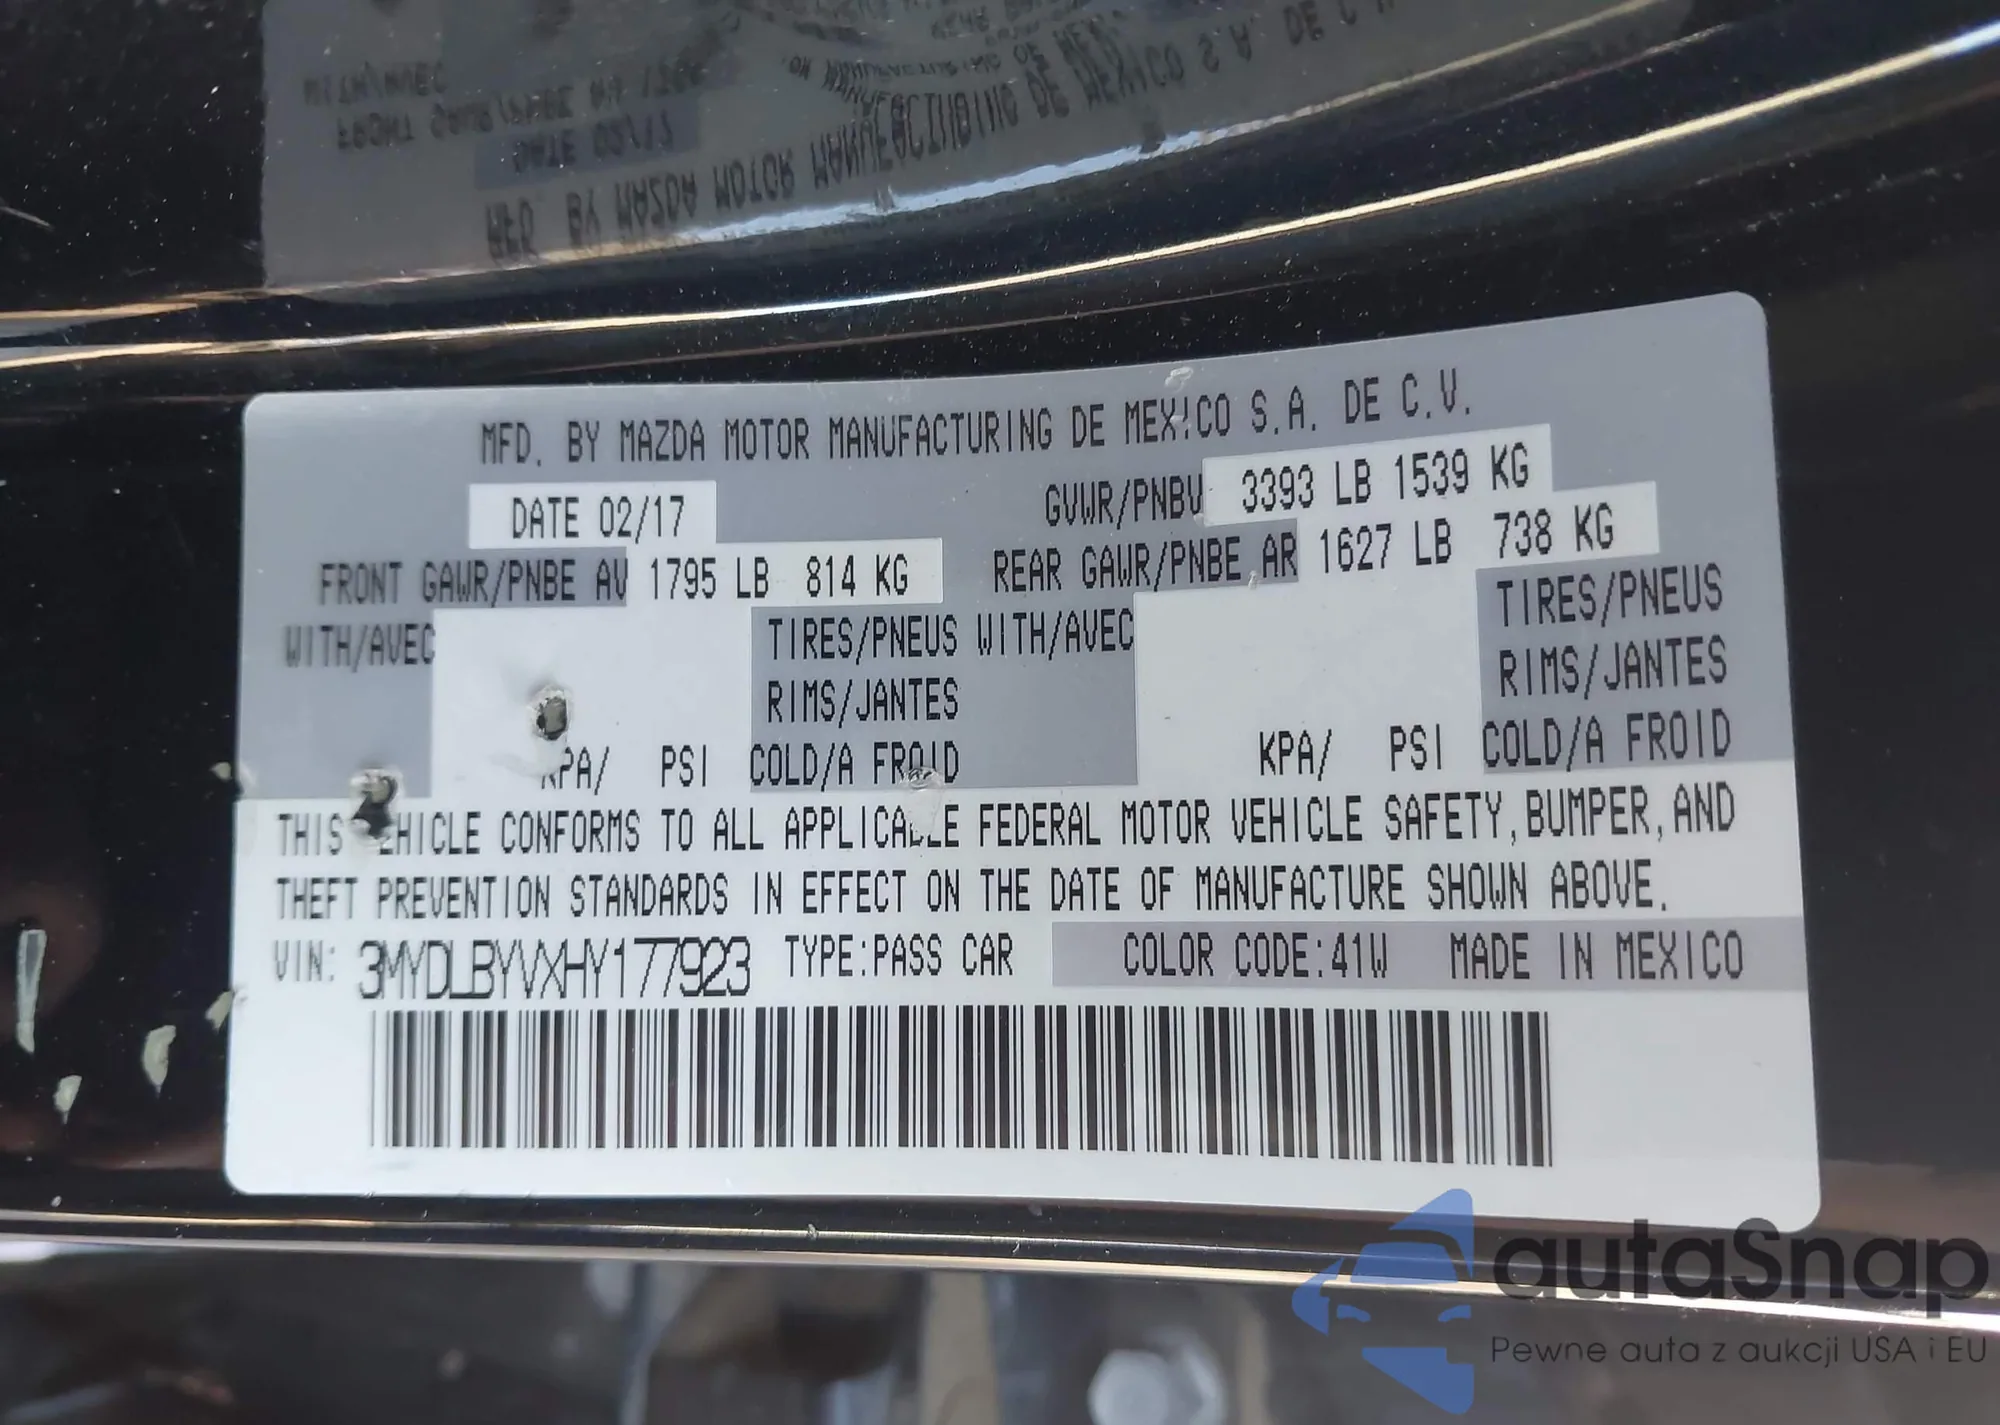 MFD. BY MAZDA MOTOR MANUFACTURING DE MEXICO S.A. DE C.V.
DATE 02/17 GVWR/PNBV 3393 LB 1539 KG
FRONT GAWR/PNBE AV 1795 LB 814 KG REAR GAWR/PNBE AR 1627 LB 738 KG
WITH/AVEC TIRES/PNEUS WITH/AVEC TIRES/PNEUS
RIMS/JANTES RIMS/JANTES
KPA/ PSI COLD/A FROID KPA/ PSI COLD/A FROID
THIS VEHICLE CONFORMS TO ALL APPLICABLE FEDERAL MOTOR VEHICLE SAFETY, BUMPER, AND
THEFT PREVENTION STANDARDS IN EFFECT ON THE DATE OF MANUFACTURE SHOWN ABOVE.
VIN: 3MYDLBYVXHY177923 TYPE:PASS CAR COLOR CODE:41W MADE IN MEXICO
autaSnap
Pewne auta z aukcji USA i EU